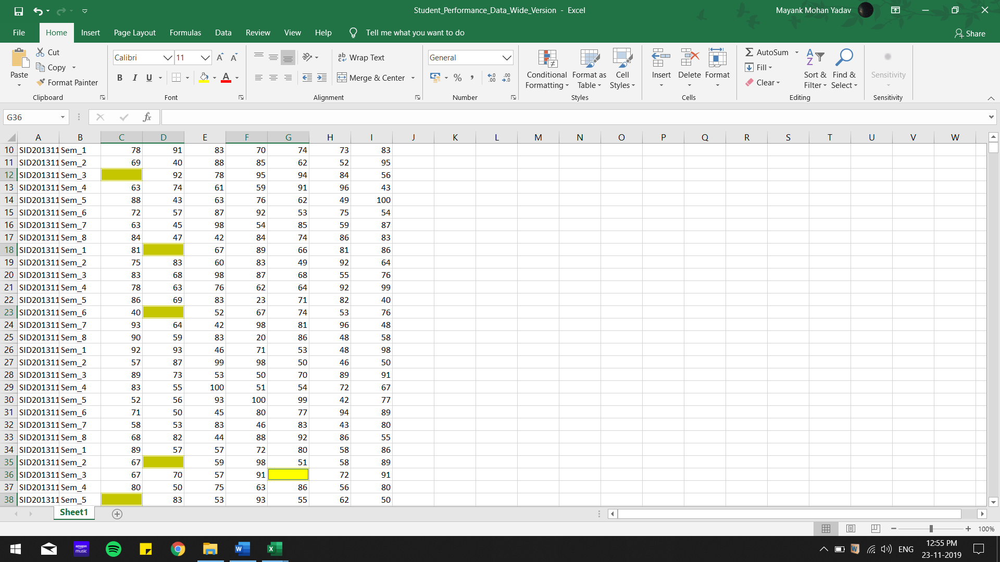 Student_Performance_Data_Wide_Version - Excel
Mayank Mohan Yadav
File Home Insert Page Layout Formulas Data Review View Help Tell me what you want to do Share
Paste Cut Copy Format Painter Clipboard
Calibri 11 B I U A Font
ab Wrap Text Merge & Center Alignment
General % , .00 Number
Conditional Formatting Format as Table Cell Styles Styles
Insert Delete Format Cells
AutoSum Fill Clear Sort & Filter Find & Select Editing
Sensitivity Sensitivity
G36 fx
A B C D E F G H I J K L M N O P Q R S T U V W
10 SID201311 Sem_1 78 91 83 70 74 73 83
11 SID201311 Sem_2 69 40 88 85 62 52 95
12 SID201311 Sem_3 92 78 95 94 84 56
13 SID201311 Sem_4 63 74 61 59 91 96 43
14 SID201311 Sem_5 88 43 63 76 62 49 100
15 SID201311 Sem_6 72 57 87 92 53 75 54
16 SID201311 Sem_7 63 45 98 54 85 59 87
17 SID201311 Sem_8 84 47 42 84 74 86 83
18 SID201311 Sem_1 81 67 89 66 81 86
19 SID201311 Sem_2 75 83 60 83 49 92 64
20 SID201311 Sem_3 83 68 98 87 68 55 76
21 SID201311 Sem_4 78 63 76 62 64 92 99
22 SID201311 Sem_5 86 69 83 23 71 82 40
23 SID201311 Sem_6 40 52 67 74 53 76
24 SID201311 Sem_7 93 64 42 98 81 96 48
25 SID201311 Sem_8 90 59 83 20 86 48 58
26 SID201311 Sem_1 92 93 46 71 53 48 98
27 SID201311 Sem_2 57 87 99 98 50 46 50
28 SID201311 Sem_3 89 73 53 50 70 89 91
29 SID201311 Sem_4 83 55 100 51 54 72 67
30 SID201311 Sem_5 52 56 93 100 99 42 77
31 SID201311 Sem_6 71 50 45 80 77 94 89
32 SID201311 Sem_7 58 53 83 46 83 43 80
33 SID201311 Sem_8 68 82 44 88 92 86 55
34 SID201311 Sem_1 89 57 57 72 80 58 86
35 SID201311 Sem_2 67 59 98 51 58 89
36 SID201311 Sem_3 67 70 57 91 72 91
37 SID201311 Sem_4 80 50 75 63 86 56 80
38 SID201311 Sem_5 83 53 93 55 62 50
Sheet1
100%
amazon music ENG 12:55 PM
23-11-2019